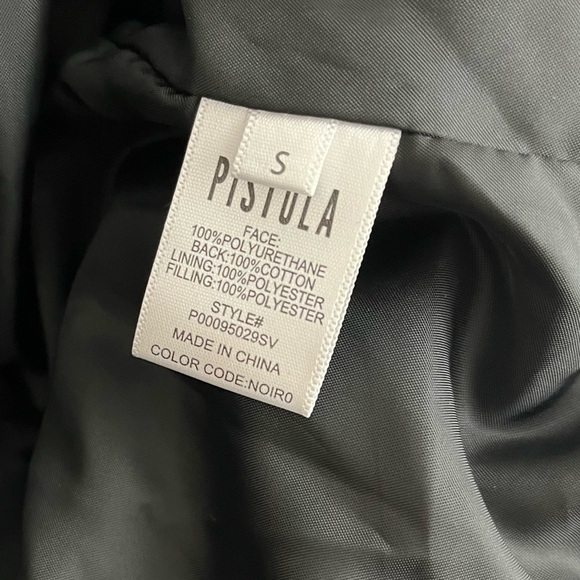 S
PISTOLA
FACE:
100%POLYURETHANE
BACK:100%COTTON
LINING:100%POLYESTER
FILLING:100%POLYESTER
STYLE#
P00095029SV
MADE IN CHINA
COLOR CODE:NOIR0